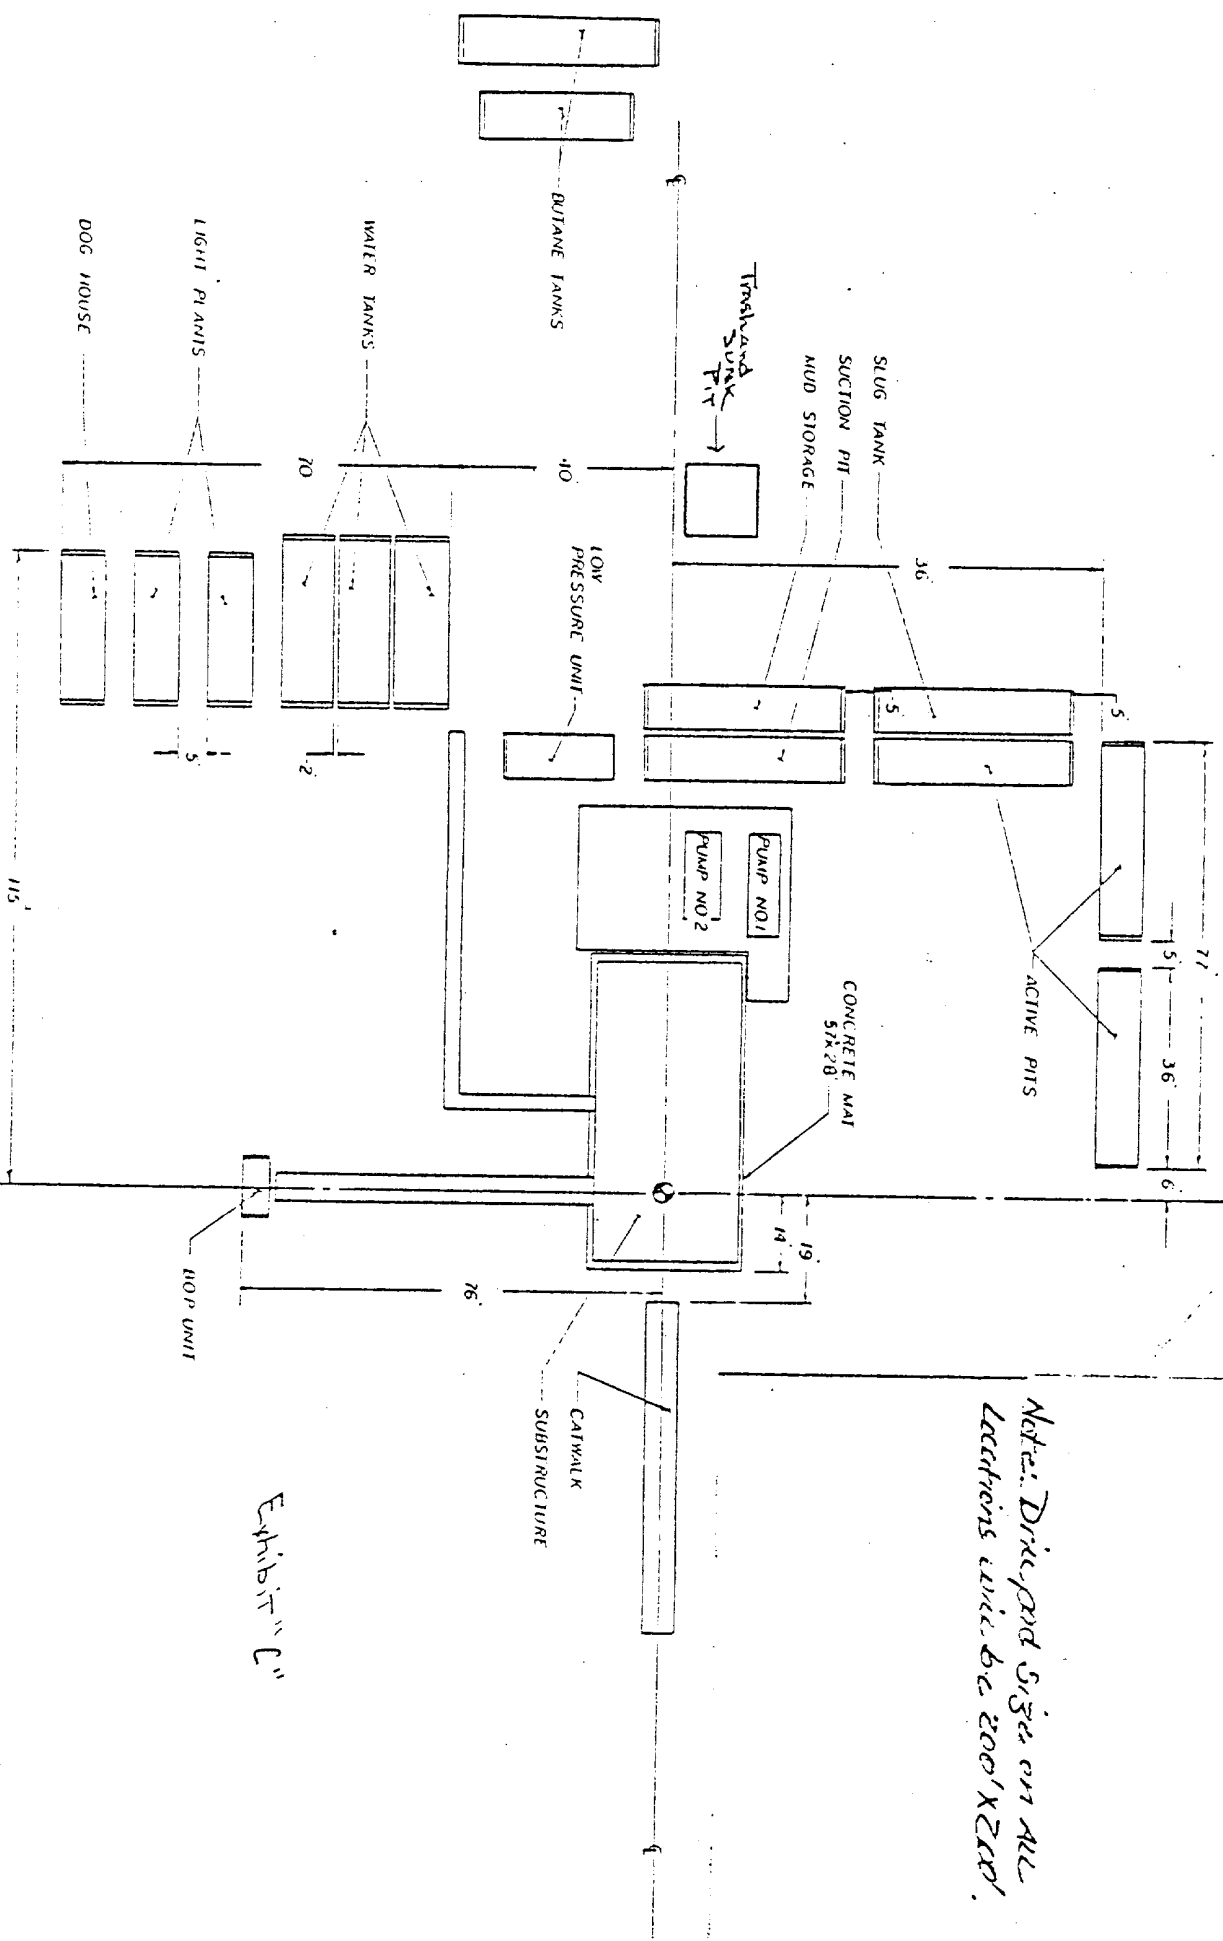 BUTANE TANKS
Trash and
JUNK
PIT
SLUG TANK
SUCTION PIT
MUD STORAGE
WATER TANKS
LIGHT PLANTS
DOG HOUSE
70
40
36'
LOW
PRESSURE UNIT
5'
5'
5'
2'
PUMP NO.1
PUMP NO.2
77'
5'
36'
6'
ACTIVE PITS
CONCRETE MAT
57'X28'
115'
14'
19'
76'
BOP UNIT
CATWALK
SUBSTRUCTURE
Note: Drill pad Size on ALL
Locations will be 200'X200'.
Exhibit "C"